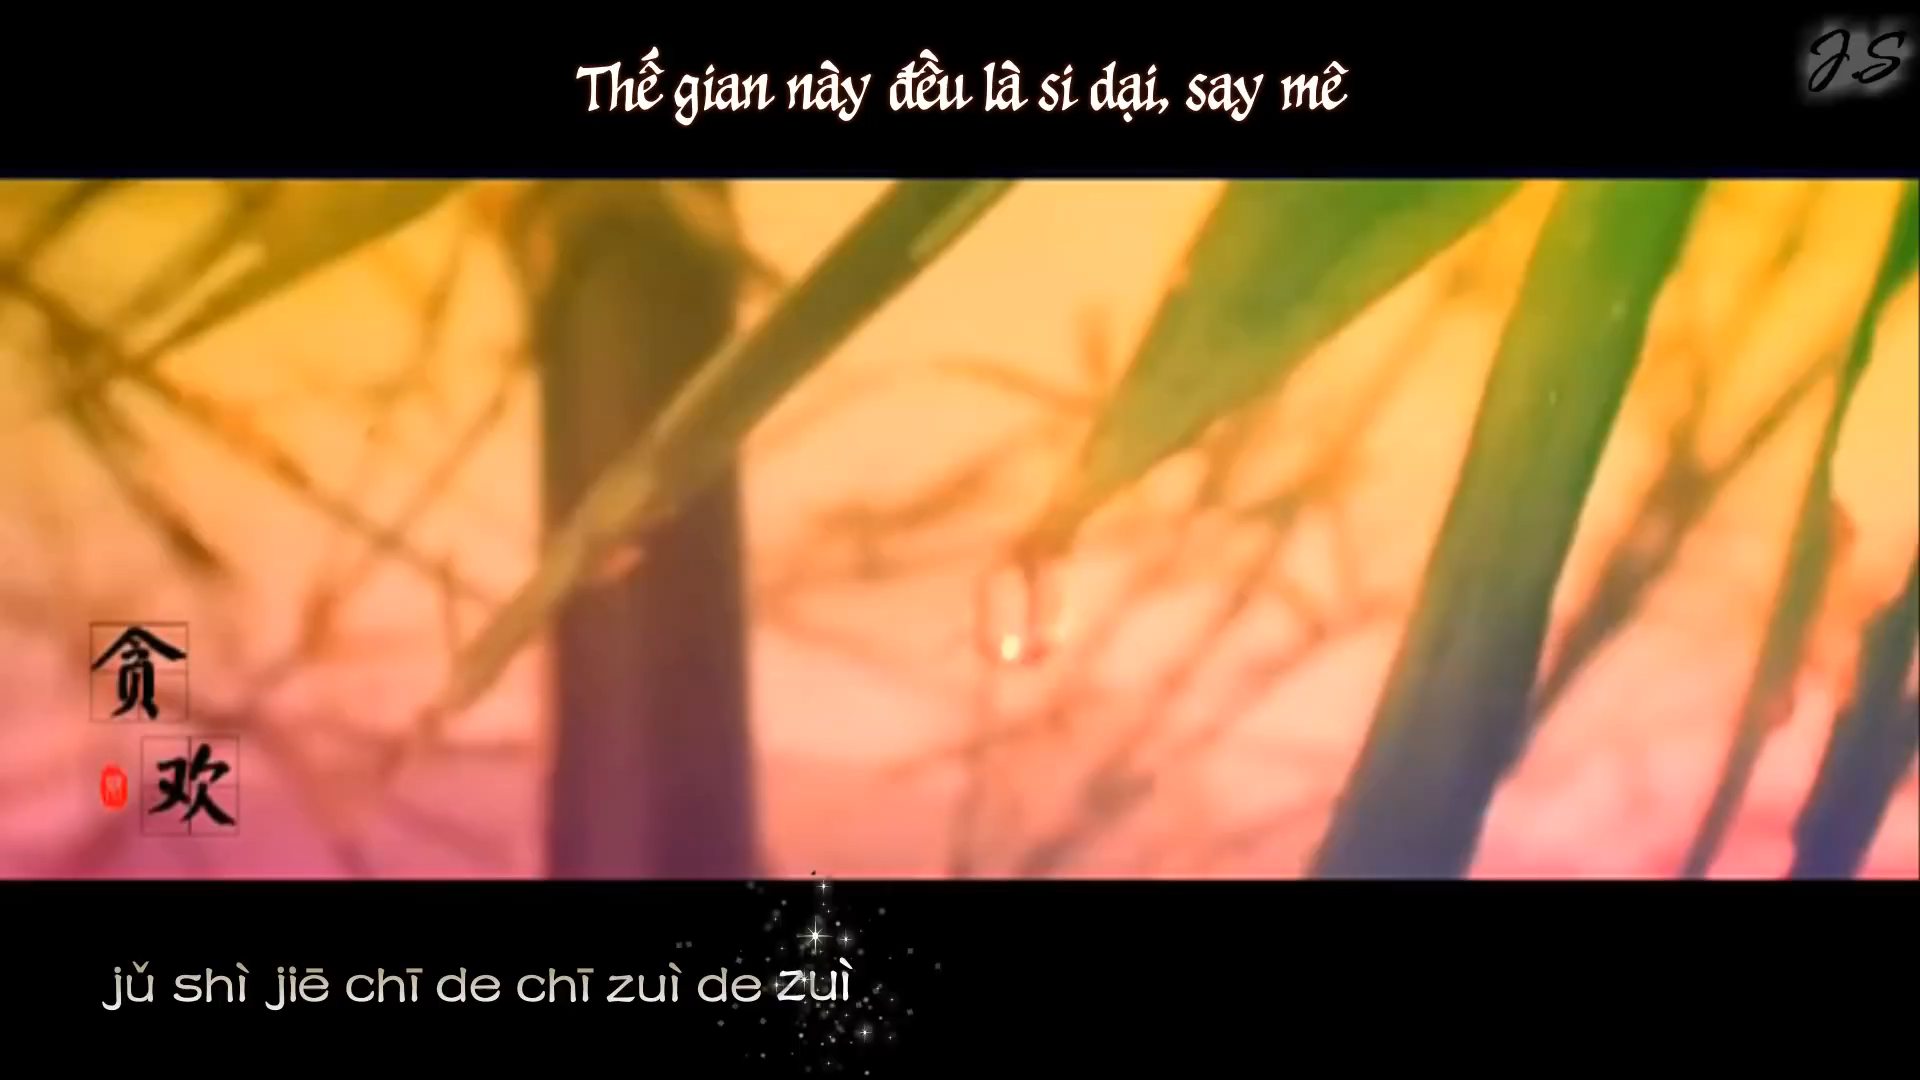 Thế gian này đều là si dại, say mê
J.S
贪
欢
jǔ shì jiē chī de chī zuì de zuì